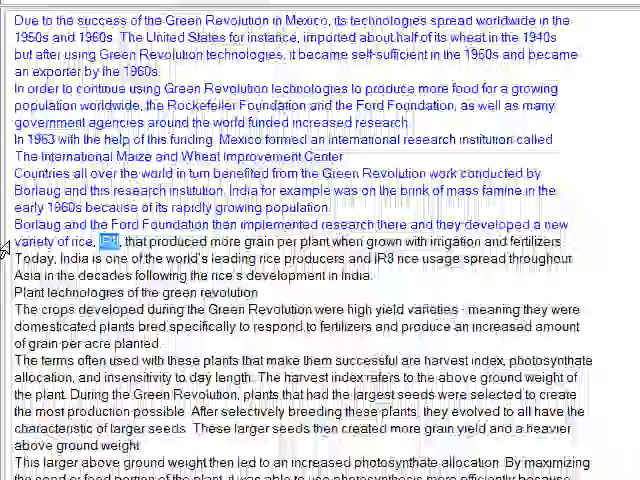 Due to the success of the Green Revolution in Mexico, its technologies spread worldwide in the
1950s and 1960s. The United States for instance, imported about half of its wheat in the 1940s
but after using Green Revolution technologies, it became self-sufficient in the 1950s and became
an exporter by the 1960s.
In order to continue using Green Revolution technologies to produce more food for a growing
population worldwide, the Rockefeller Foundation and the Ford Foundation, as well as many
government agencies around the world funded increased research.
In 1963 with the help of this funding, Mexico formed an international research institution called
The International Maize and Wheat Improvement Center
Countries all over the world in turn benefited from the Green Revolution work conducted by
Borlaug and this research institution. India for example was on the brink of mass famine in the
early 1960s because of its rapidly growing population.
Borlaug and the Ford Foundation then implemented research there and they developed a new
variety of rice, IR8, that produced more grain per plant when grown with irrigation and fertilizers.
Today, India is one of the world's leading rice producers and IR8 rice usage spread throughout
Asia in the decades following the rice's development in India.
Plant technologies of the green revolution
The crops developed during the Green Revolution were high yield varieties - meaning they were
domesticated plants bred specifically to respond to fertilizers and produce an increased amount
of grain per acre planted.
The terms often used with these plants that make them successful are harvest index, photosynthate
allocation, and insensitivity to day length. The harvest index refers to the above ground weight of
the plant. During the Green Revolution, plants that had the largest seeds were selected to create
the most production possible. After selectively breeding these plants, they evolved to all have the
characteristic of larger seeds. These larger seeds then created more grain yield and a heavier
above ground weight.
This larger above ground weight then led to an increased photosynthate allocation. By maximizing
the seed or food portion of the plant, it was able to use photosynthesis more efficiently because